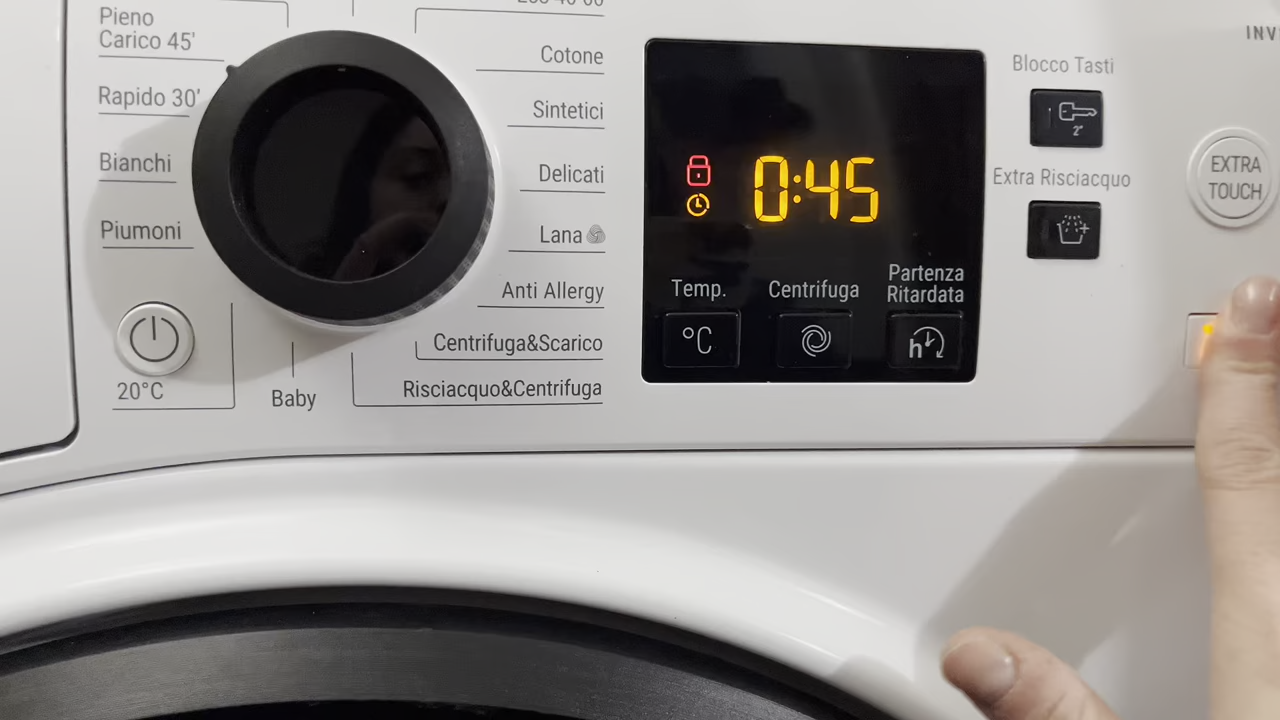 Pieno
Carico 45'
Rapido 30'
Bianchi
Piumoni
20°C
Baby
Cotone
Sintetici
Delicati
Lana
Anti Allergy
Centrifuga&Scarico
Risciacquo&Centrifuga
0:45
Temp.
Centrifuga
Partenza
Ritardata
°C
h
Blocco Tasti
2"
Extra Risciacquo
EXTRA
TOUCH